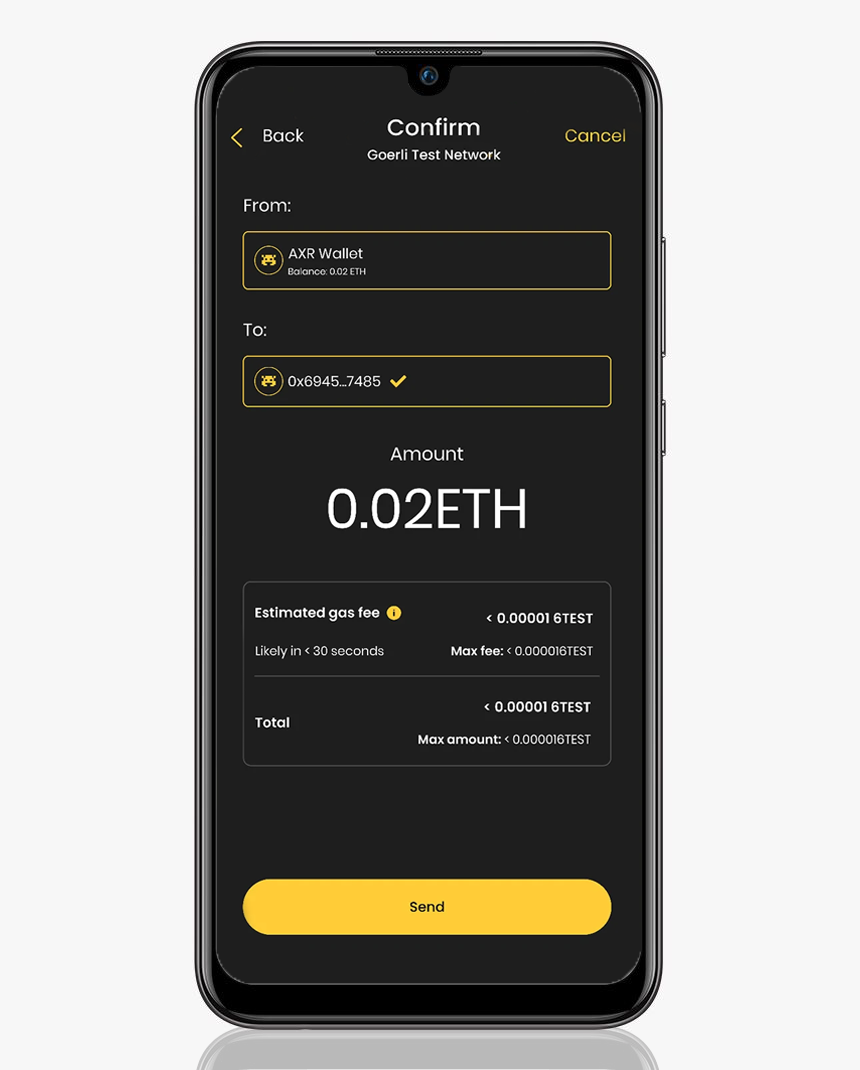 Back
Confirm
Cancel
Goerli Test Network
From:
AXR Wallet
Balance: 0.02 ETH
To:
0x6945...7485
Amount
0.02ETH
Estimated gas fee
< 0.00001 6TEST
Likely in < 30 seconds
Max fee: < 0.000016TEST
< 0.00001 6TEST
Total
Max amount: < 0.000016TEST
Send